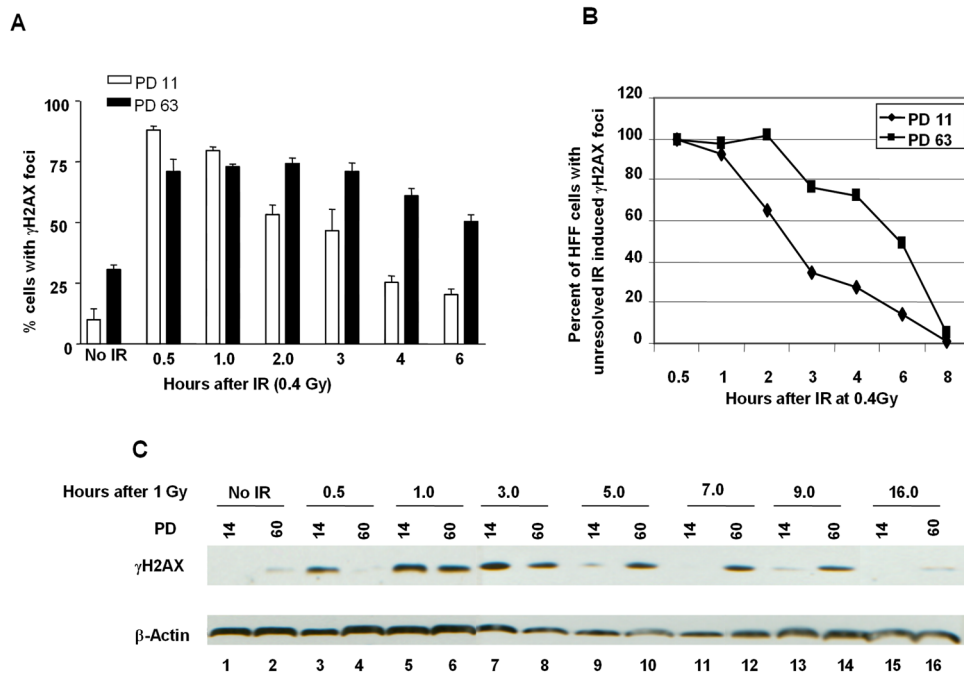 A
PD 11
PD 63
% cells with γH2AX foci
100
75
50
25
0
No IR 0.5 1.0 2.0 3 4 6
Hours after IR (0.4 Gy)
B
Percent of HFF cells with
unresolved IR induced γH2AX foci
120
100
80
60
40
20
0
PD 11
PD 63
0.5 1 2 3 4 6 8
Hours after IR at 0.4Gy
C
Hours after 1 Gy No IR 0.5 1.0 3.0 5.0 7.0 9.0 16.0
PD 14 60 14 60 14 60 14 60 14 60 14 60 14 60 14 60
γH2AX
β-Actin
1 2 3 4 5 6 7 8 9 10 11 12 13 14 15 16